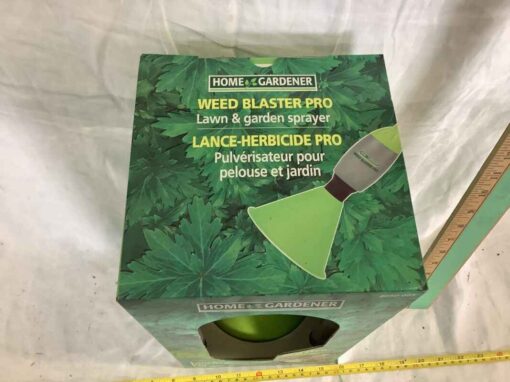 HOME GARDENER
WEED BLASTER PRO
Lawn & garden sprayer
LANCE-HERBICIDE PRO
Pulvérisateur pour
pelouse et jardin
HOME GARDENER